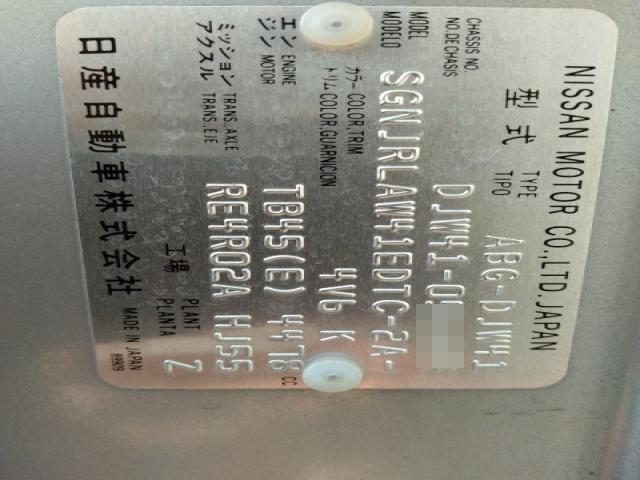 NISSAN MOTOR CO.,LTD.JAPAN
型式 TYPE TIPO ABG-DJW41
CHASSIS NO. NO.DECHASIS DJW41-0
MODEL MODELO SGNJRLAW41EDTC-2A-
カラー COLOR,TRIM
トリム COLOR,GUARNICION 4V6 K
エンジン ENGINE MOTOR TB45(E) 4478 CC
ミッション TRANS.,AXLE
アクスル TRANS.,EJE RE4R02A HJ55
工場 PLANT PLANTA Z
日産自動車株式会社 MADE IN JAPAN